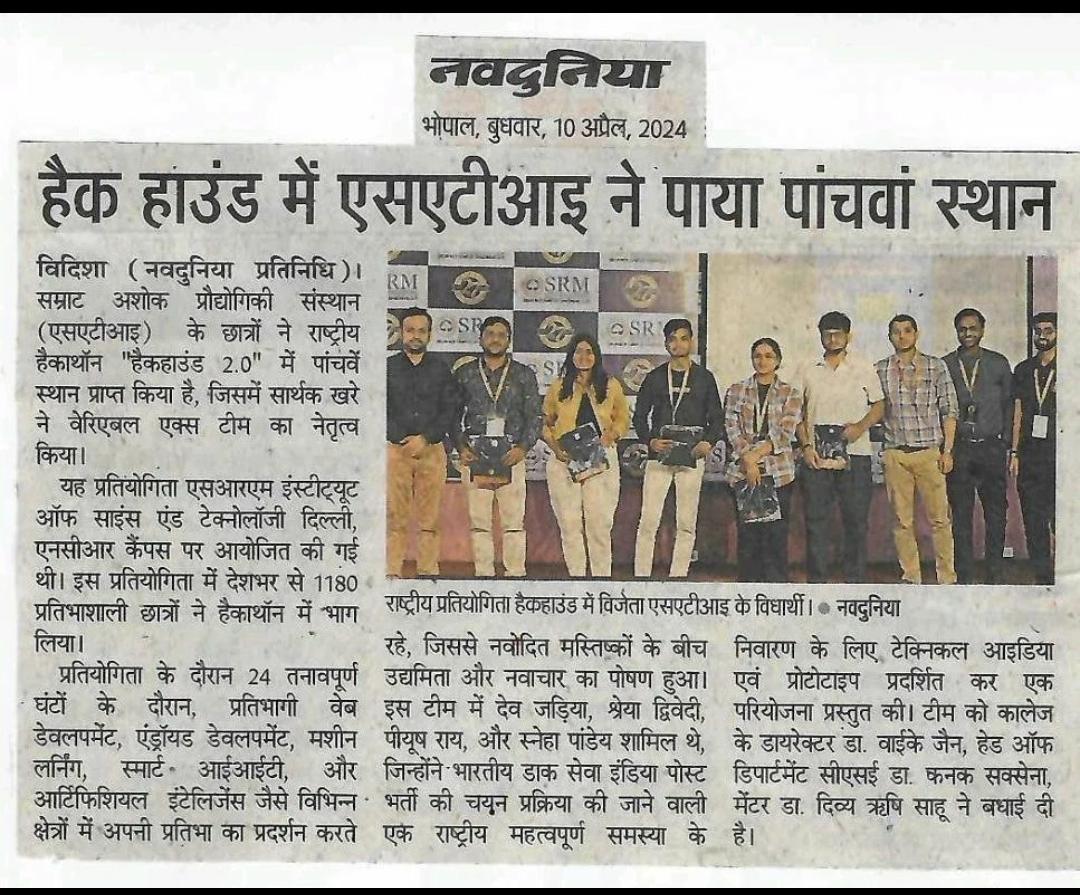 नवदुनिया
भोपाल, बुधवार, 10 अप्रैल, 2024
हैक हाउंड में एसएटीआइ ने पाया पांचवां स्थान
विदिशा (नवदुनिया प्रतिनिधि)।
सम्राट अशोक प्रौद्योगिकी संस्थान
(एसएटीआइ) के छात्रों ने राष्ट्रीय
हैकाथॉन "हैकहाउंड 2.0" में पांचवें
स्थान प्राप्त किया है, जिसमें सार्थक खरे
ने वेरिएबल एक्स टीम का नेतृत्व
किया।
यह प्रतियोगिता एसआरएम इंस्टीट्यूट
ऑफ साइंस एंड टेक्नोलॉजी दिल्ली,
एनसीआर कैंपस पर आयोजित की गई
थी। इस प्रतियोगिता में देशभर से 1180
प्रतिभाशाली छात्रों ने हैकाथॉन में भाग
लिया।
प्रतियोगिता के दौरान 24 तनावपूर्ण
घंटों के दौरान, प्रतिभागी वेब
डेवलपमेंट, एंड्रॉयड डेवलपमेंट, मशीन
लर्निंग, स्मार्ट आईआईटी, और
आर्टिफिशियल इंटेलिजेंस जैसे विभिन्न
क्षेत्रों में अपनी प्रतिभा का प्रदर्शन करते
RM
SRM
SR
SRM
राष्ट्रीय प्रतियोगिता हैकहाउंड में विजेता एसएटीआइ के विधार्थी। ● नवदुनिया
रहे, जिससे नवोदित मस्तिष्कों के बीच
उद्यमिता और नवाचार का पोषण हुआ।
इस टीम में देव जड़िया, श्रेया द्विवेदी,
पीयूष राय, और स्नेहा पांडेय शामिल थे,
जिन्होंने भारतीय डाक सेवा इंडिया पोस्ट
भर्ती की चयन प्रक्रिया की जाने वाली
एक राष्ट्रीय महत्वपूर्ण समस्या के
निवारण के लिए टेक्निकल आइडिया
एवं प्रोटोटाइप प्रदर्शित कर एक
परियोजना प्रस्तुत की। टीम को कालेज
के डायरेक्टर डा. वाईके जैन, हेड ऑफ
डिपार्टमेंट सीएसई डा. कनक सक्सेना,
मेंटर डा. दिव्य ऋषि साहू ने बधाई दी
है।